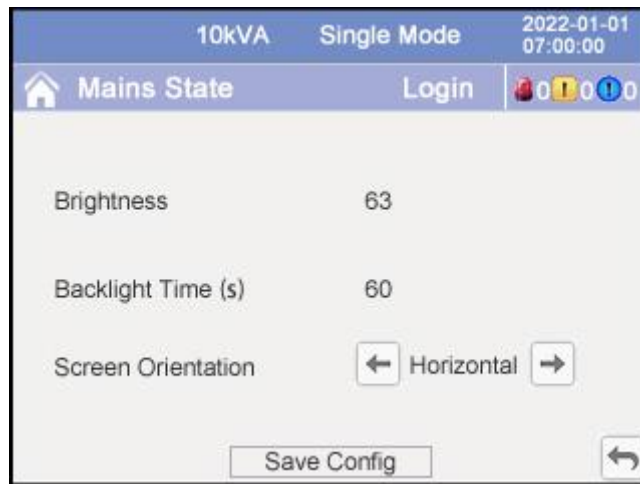 10kVA Single Mode 2022-01-01
07:00:00
Mains State Login 0 ! 0 ! 0
Brightness 63
Backlight Time (s) 60
Screen Orientation Horizontal
Save Config